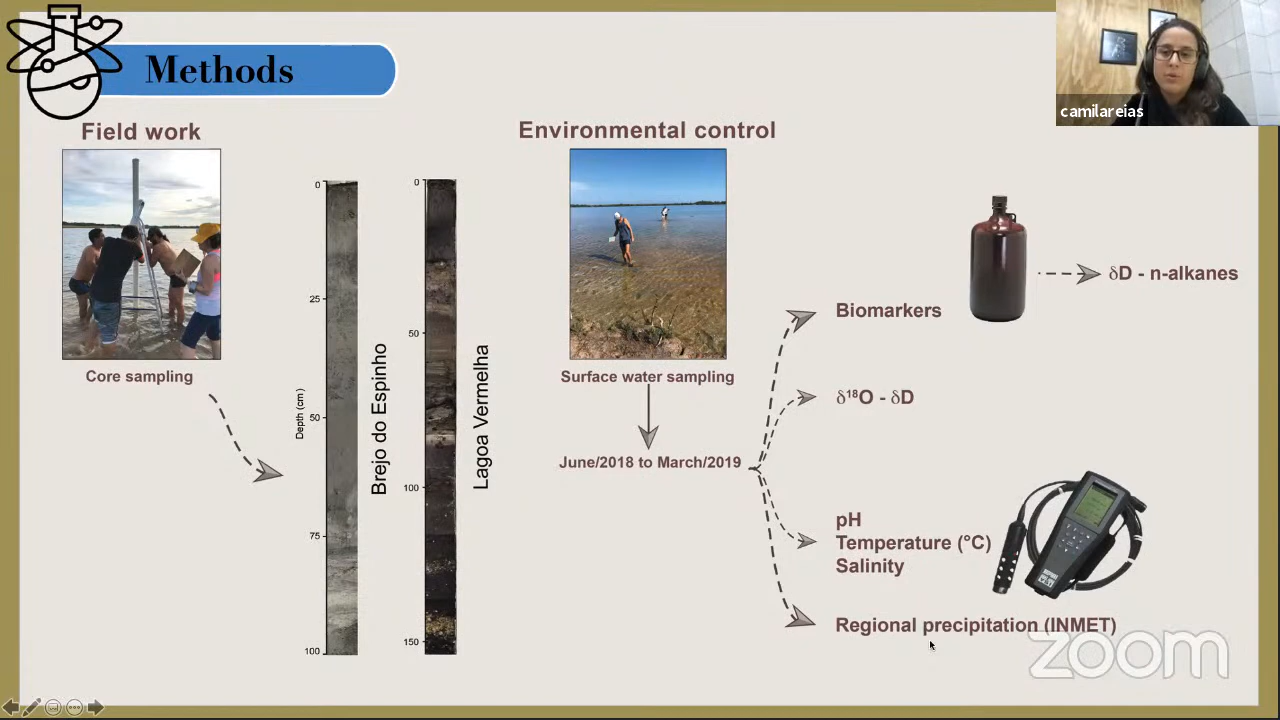 Methods
camilareias
Field work
Environmental control
0
25
50
75
100
Depth (cm)
Brejo do Espinho
0
50
100
150
Lagoa Vermelha
Core sampling
Surface water sampling
June/2018 to March/2019
Biomarkers
δD - n-alkanes
δ¹⁸O - δD
pH
Temperature (°C)
Salinity
Regional precipitation (INMET)
zoom